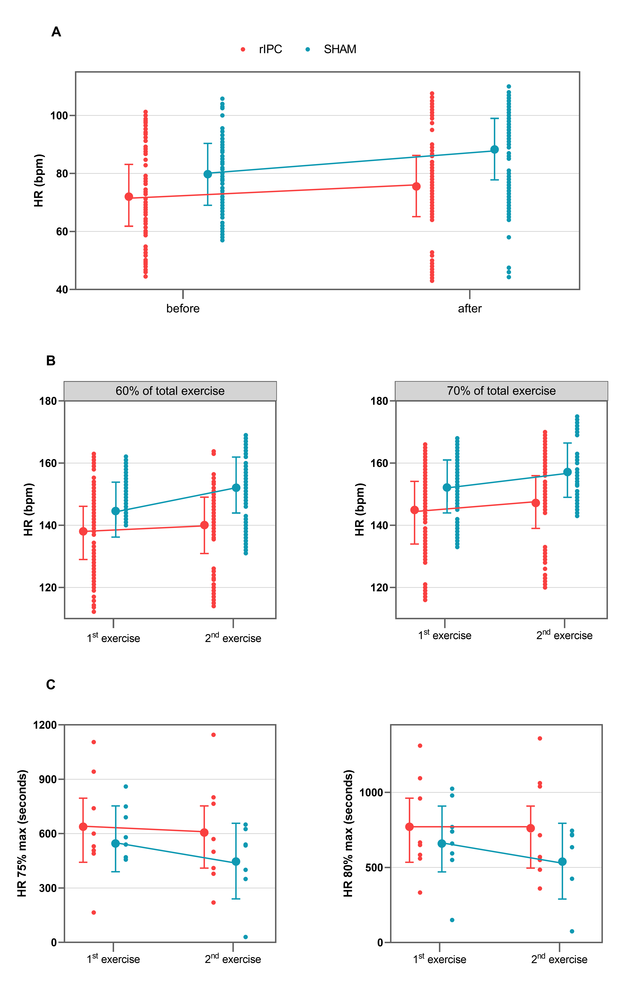 A
rIPC SHAM
HR (bpm)
100
80
60
40
before after
B
60% of total exercise
HR (bpm)
180
160
140
120
1st exercise 2nd exercise
70% of total exercise
HR (bpm)
180
160
140
120
1st exercise 2nd exercise
C
HR 75% max (seconds)
1200
900
600
300
0
1st exercise 2nd exercise
HR 80% max (seconds)
1000
500
0
1st exercise 2nd exercise